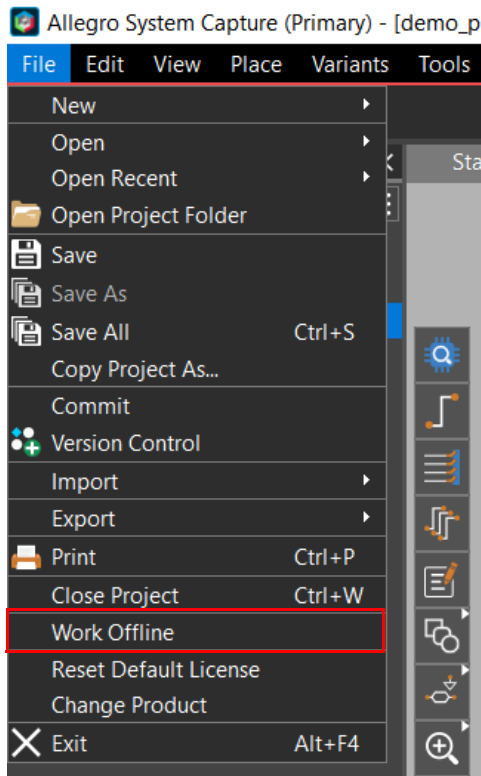 Allegro System Capture (Primary) - [demo_p
File Edit View Place Variants Tools
New
Open
Open Recent
Open Project Folder
Save
Save As
Save All Ctrl+S
Copy Project As...
Commit
Version Control
Import
Export
Print Ctrl+P
Close Project Ctrl+W
Work Offline
Reset Default License
Change Product
Exit Alt+F4
Sta